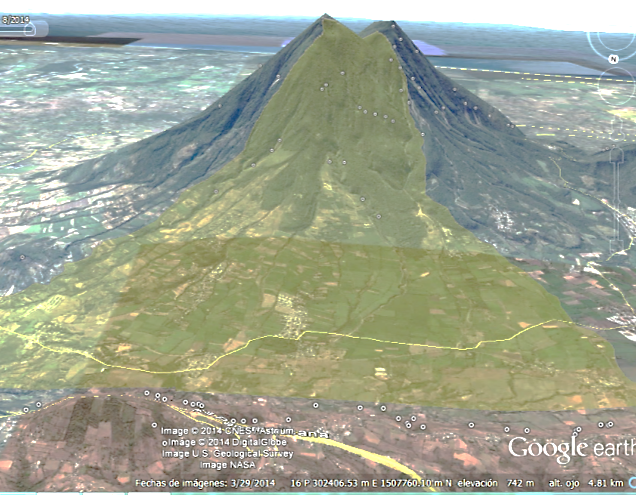 8/2014
N
Image © 2014 CNES / Astrium
Image © 2014 DigitalGlobe
Image U.S. Geological Survey
Image NASA
Google earth
Fechas de imágenes: 3/29/2014 16 P 302406.53 m E 1507760.10 m N elevación 742 m alt. ojo 4.81 km